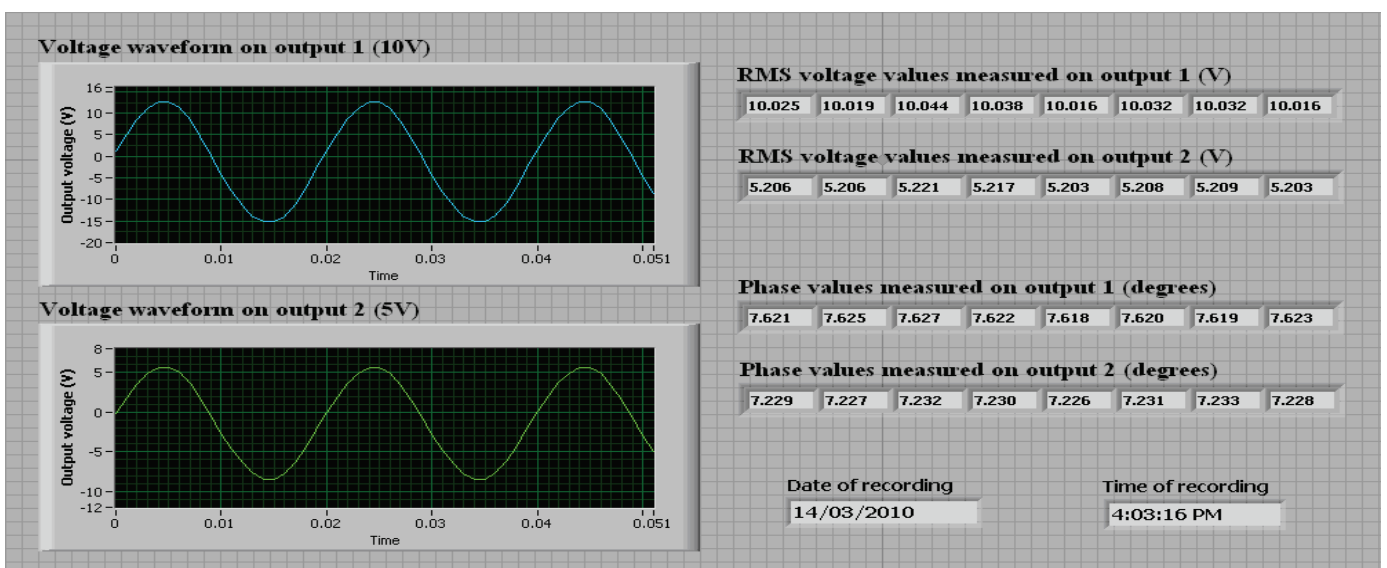 Voltage waveform on output 1 (10V)
Output voltage (V)
16
10
5
0
-5
-10
-15
-20
0 0.01 0.02 0.03 0.04 0.051
Time
Voltage waveform on output 2 (5V)
Output voltage (V)
8
5
0
-5
-10
-12
0 0.01 0.02 0.03 0.04 0.051
Time
RMS voltage values measured on output 1 (V)
10.025 10.019 10.044 10.038 10.016 10.032 10.032 10.016
RMS voltage values measured on output 2 (V)
5.206 5.206 5.221 5.217 5.203 5.208 5.209 5.203
Phase values measured on output 1 (degrees)
7.621 7.625 7.627 7.622 7.618 7.620 7.619 7.623
Phase values measured on output 2 (degrees)
7.229 7.227 7.232 7.230 7.226 7.231 7.233 7.228
Date of recording
14/03/2010
Time of recording
4:03:16 PM